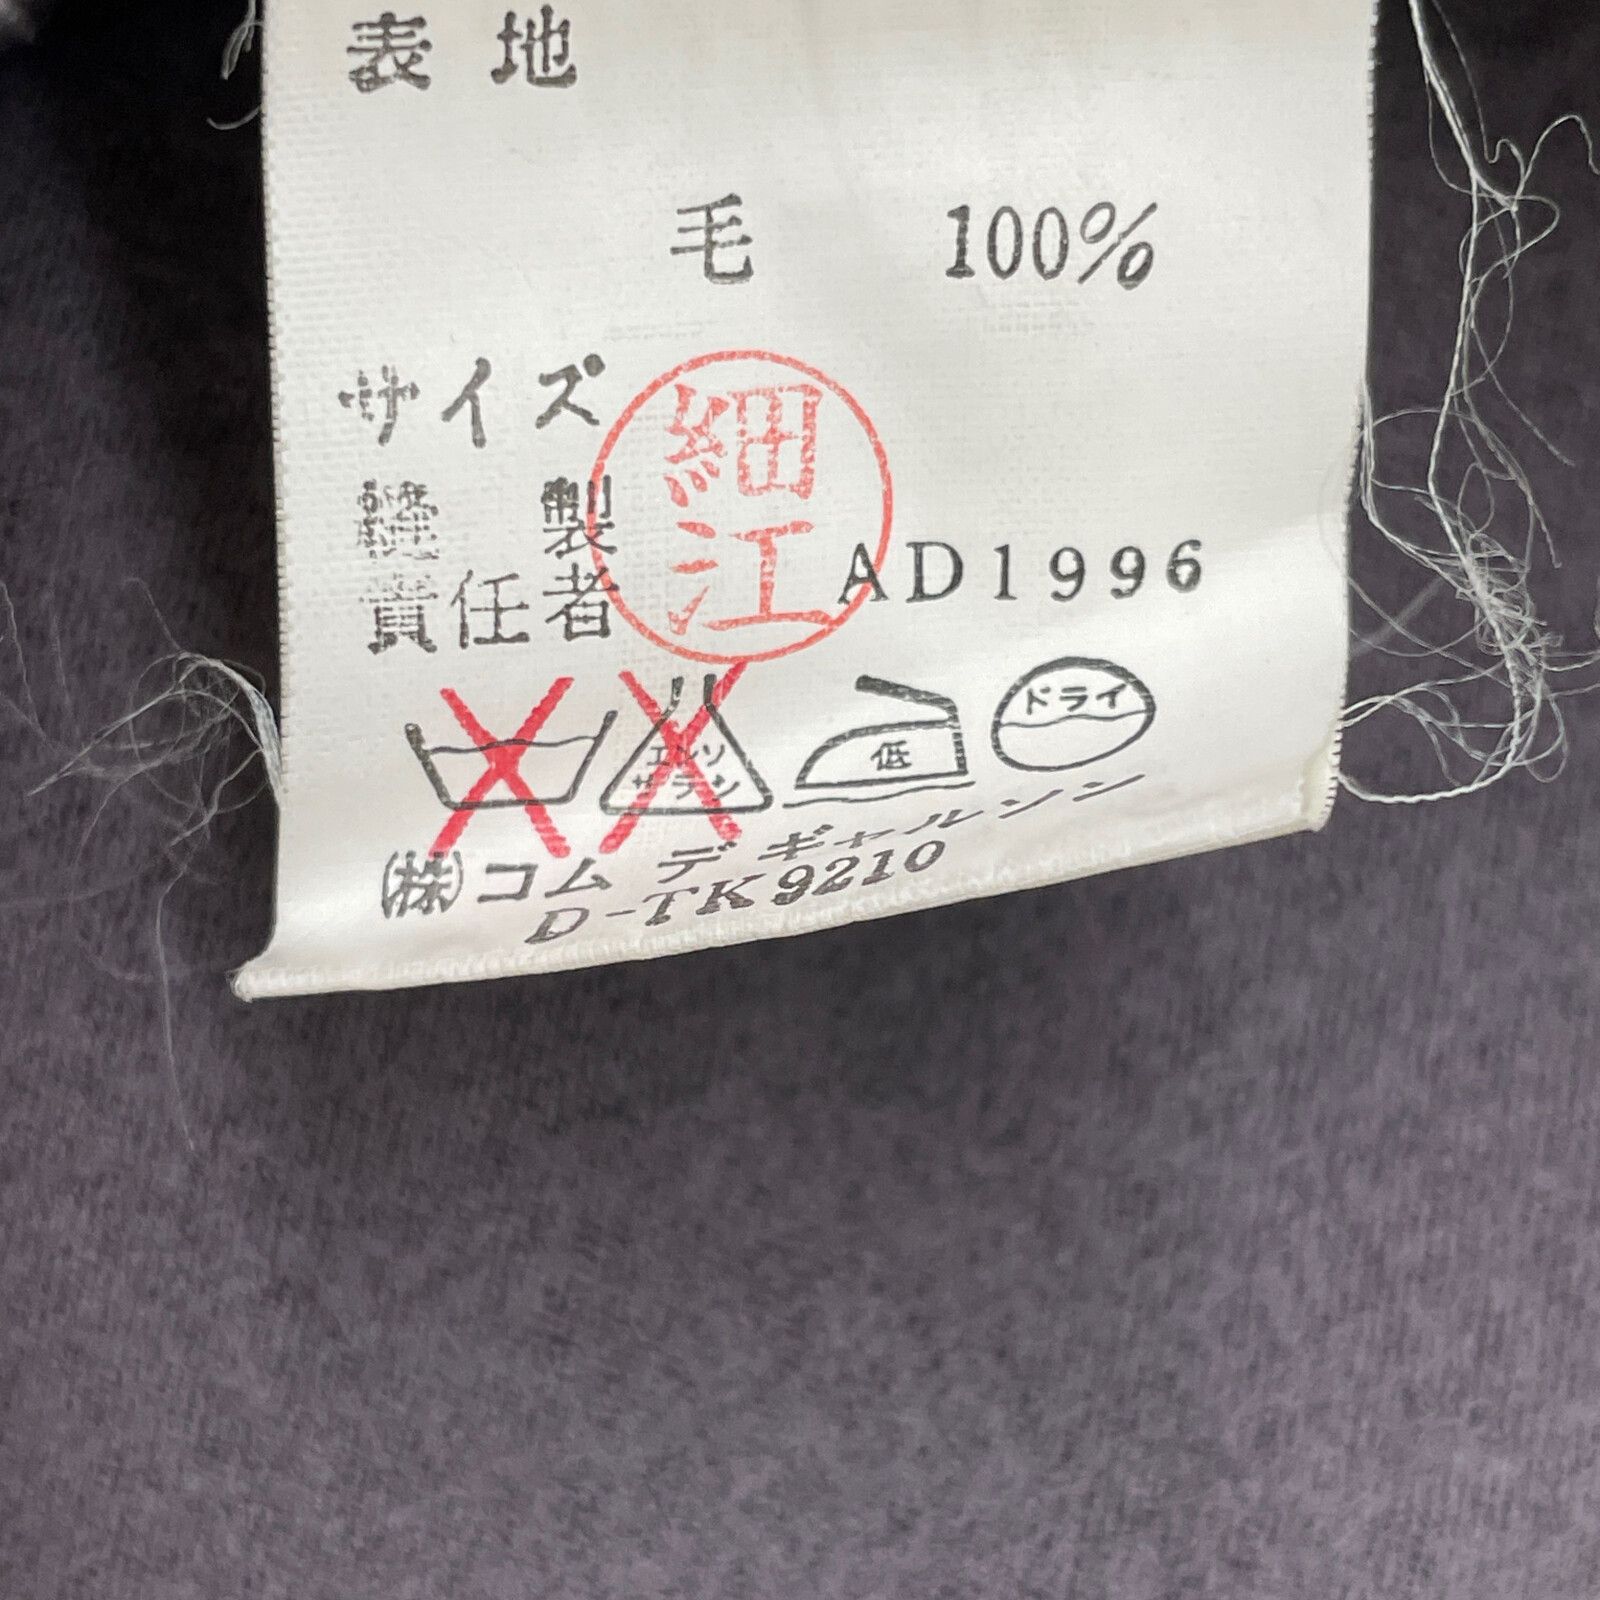 表地
毛 100%
サイズ
縫製
責任者
細江
AD1996
エンソ
サラシ
低
ドライ
㈱コム デ ギャルソン
D-TK9210